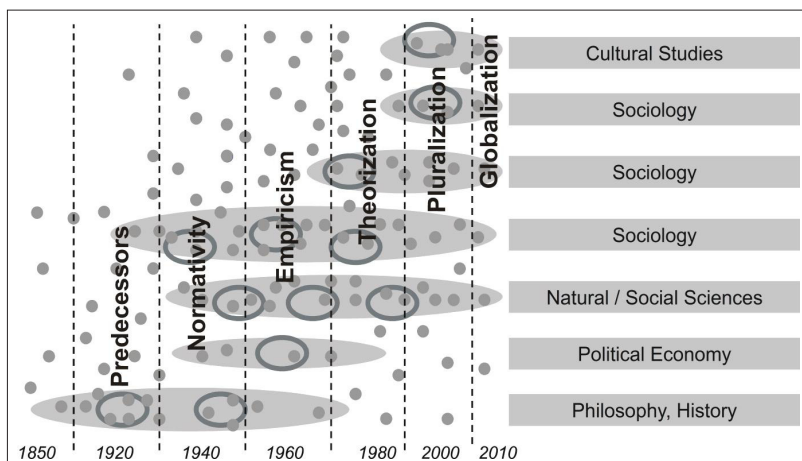 Cultural Studies
Sociology
Sociology
Sociology
Natural / Social Sciences
Political Economy
Philosophy, History
Predecessors
Normativity
Empiricism
Theorization
Pluralization
Globalization
1850 1920 1940 1960 1980 2000 2010